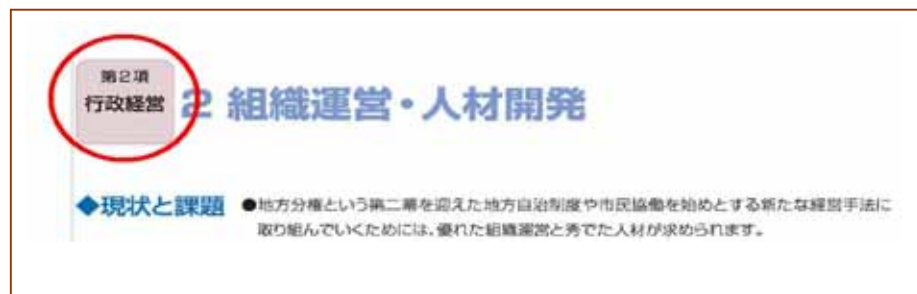 第2項
行政経営
2 組織運営・人材開発
◆現状と課題 ●地方分権という第二幕を迎えた地方自治制度や市民協働を始めとする新たな経営手法に
取り組んでいくためには、優れた組織運営と秀でた人材が求められます。